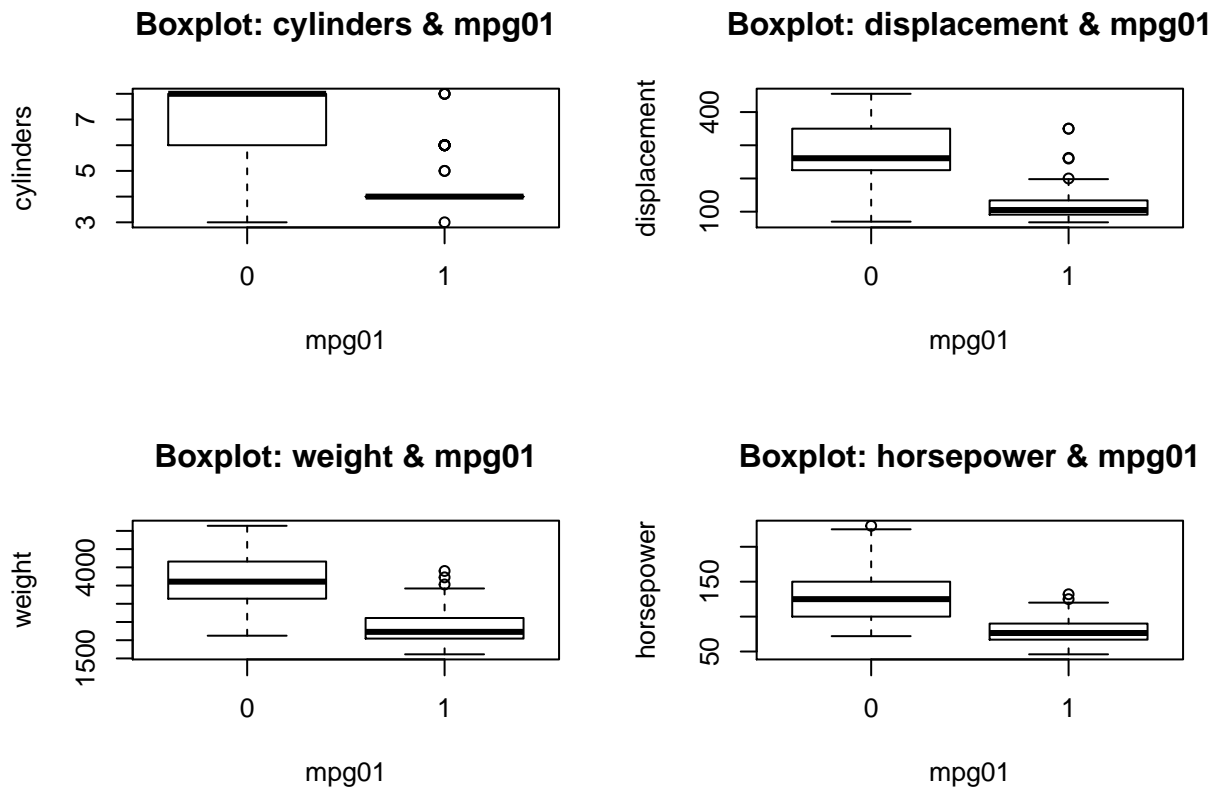 Boxplot: cylinders & mpg01
cylinders
7
5
3
0 1
mpg01
Boxplot: displacement & mpg01
displacement
400
100
0 1
mpg01
Boxplot: weight & mpg01
weight
4000
1500
0 1
mpg01
Boxplot: horsepower & mpg01
horsepower
150
50
0 1
mpg01